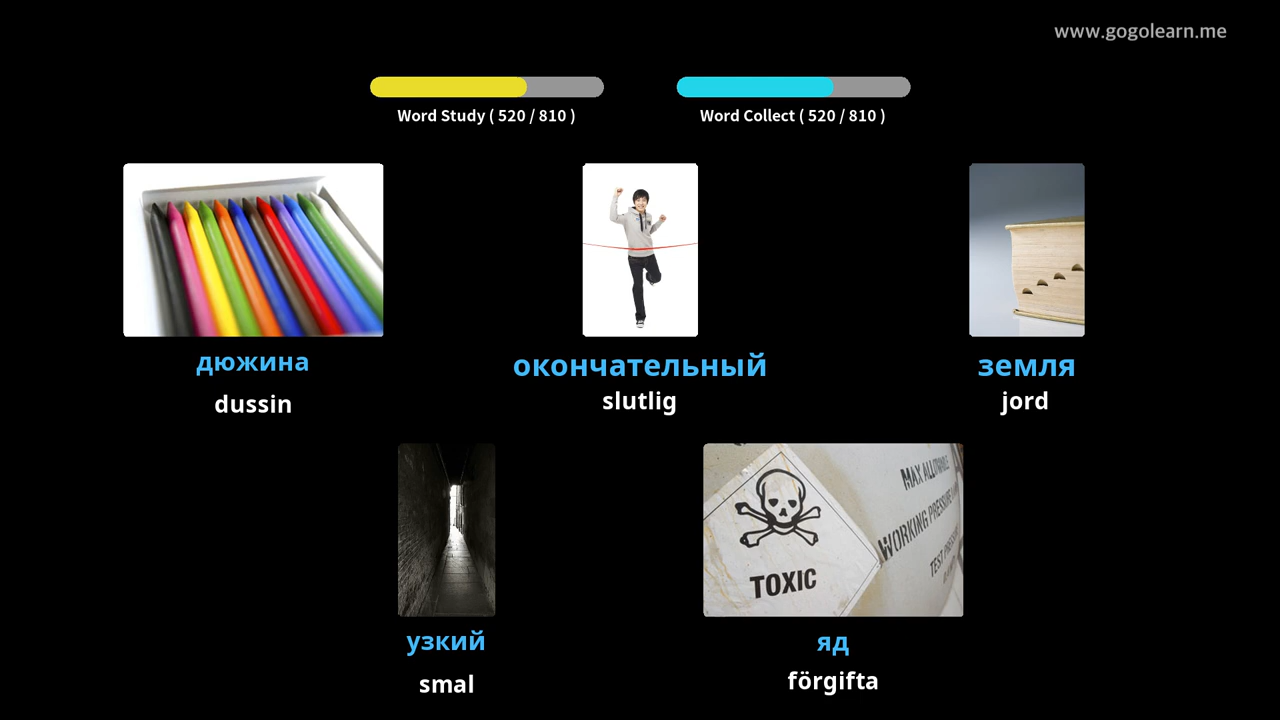 www.gogolearn.me
Word Study ( 520 / 810 )
Word Collect ( 520 / 810 )
дюжина
dussin
окончательный
slutlig
земля
jord
TOXIC
MAX ALLOWABLE
WORKING PRESSURE
TEST
узкий
smal
яд
förgifta